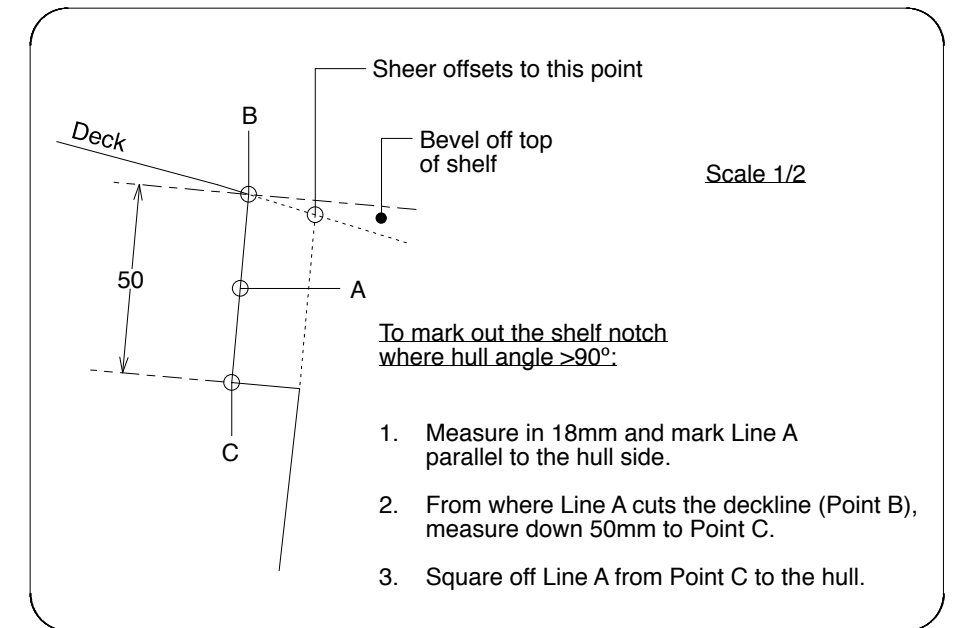 Sheer offsets to this point
B
Deck
Bevel off top
of shelf
Scale 1/2
50
A
To mark out the shelf notch
where hull angle >90º:
C
1. Measure in 18mm and mark Line A
parallel to the hull side.
2. From where Line A cuts the deckline (Point B),
measure down 50mm to Point C.
3. Square off Line A from Point C to the hull.